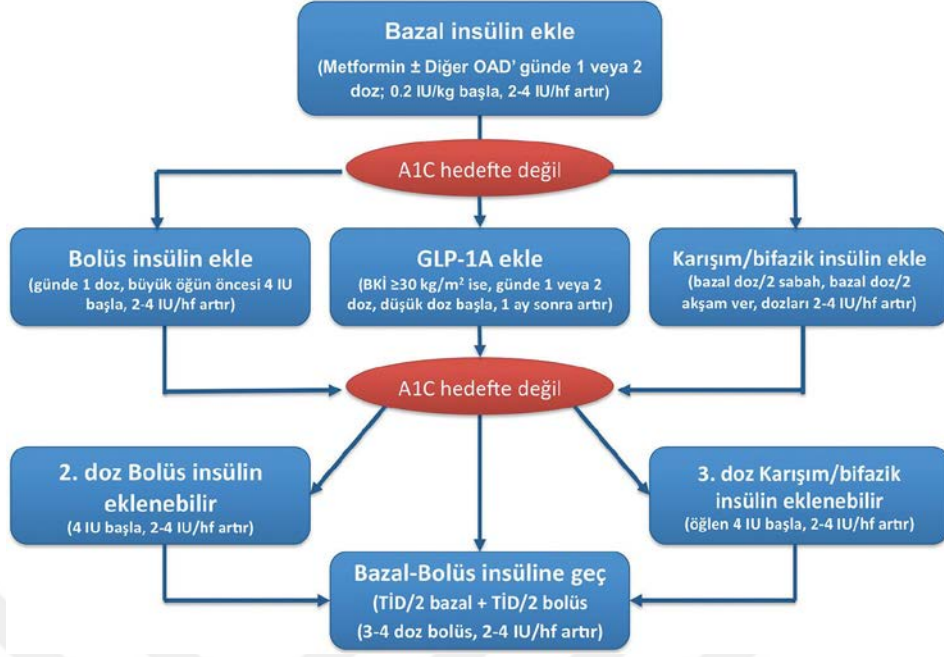 Bazal insülin ekle
(Metformin ± Diğer OAD' günde 1 veya 2
doz; 0.2 IU/kg başla, 2-4 IU/hf artır)
A1C hedefte değil
Bolüs insülin ekle
(günde 1 doz, büyük öğün öncesi 4 IU
başla, 2-4 IU/hf artır)
GLP-1A ekle
(BKİ ≥30 kg/m² ise, günde 1 veya 2
doz, düşük doz başla, 1 ay sonra artır)
Karışım/bifazik insülin ekle
(bazal doz/2 sabah, bazal doz/2
akşam ver, dozları 2-4 IU/hf artır)
A1C hedefte değil
2. doz Bolüs insülin
eklenebilir
(4 IU başla, 2-4 IU/hf artır)
3. doz Karışım/bifazik
insülin eklenebilir
(öğlen 4 IU başla, 2-4 IU/hf artır)
Bazal-Bolüs insüline geç
(TİD/2 bazal + TİD/2 bolüs
(3-4 doz bolüs, 2-4 IU/hf artır)